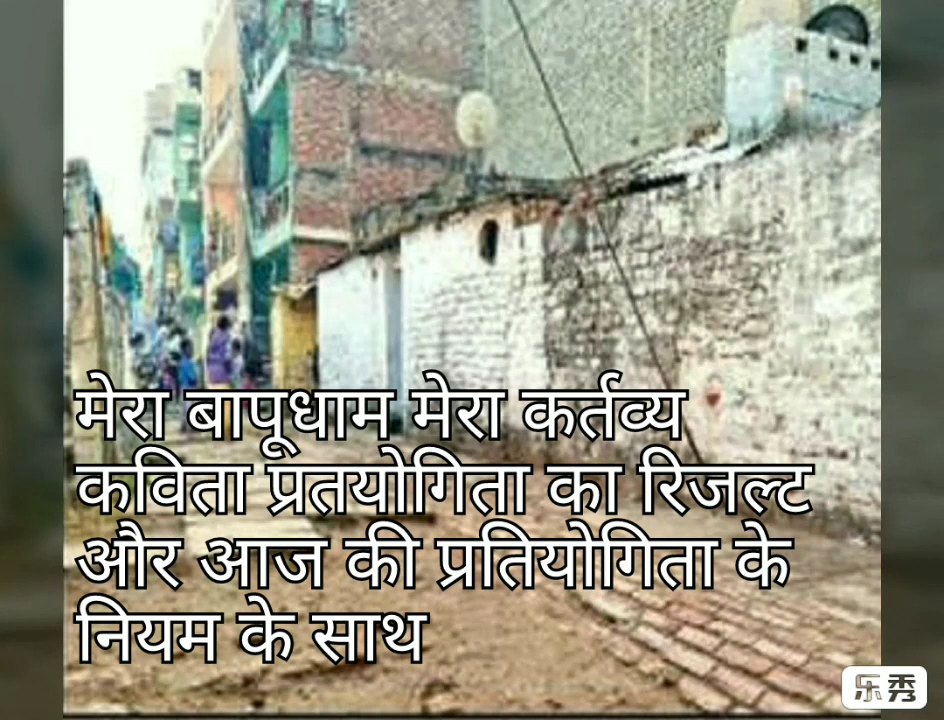 मेरा बापूधाम मेरा कर्तव्य
कविता प्रतयोगिता का रिजल्ट
और आज की प्रतियोगिता के
नियम के साथ
乐秀